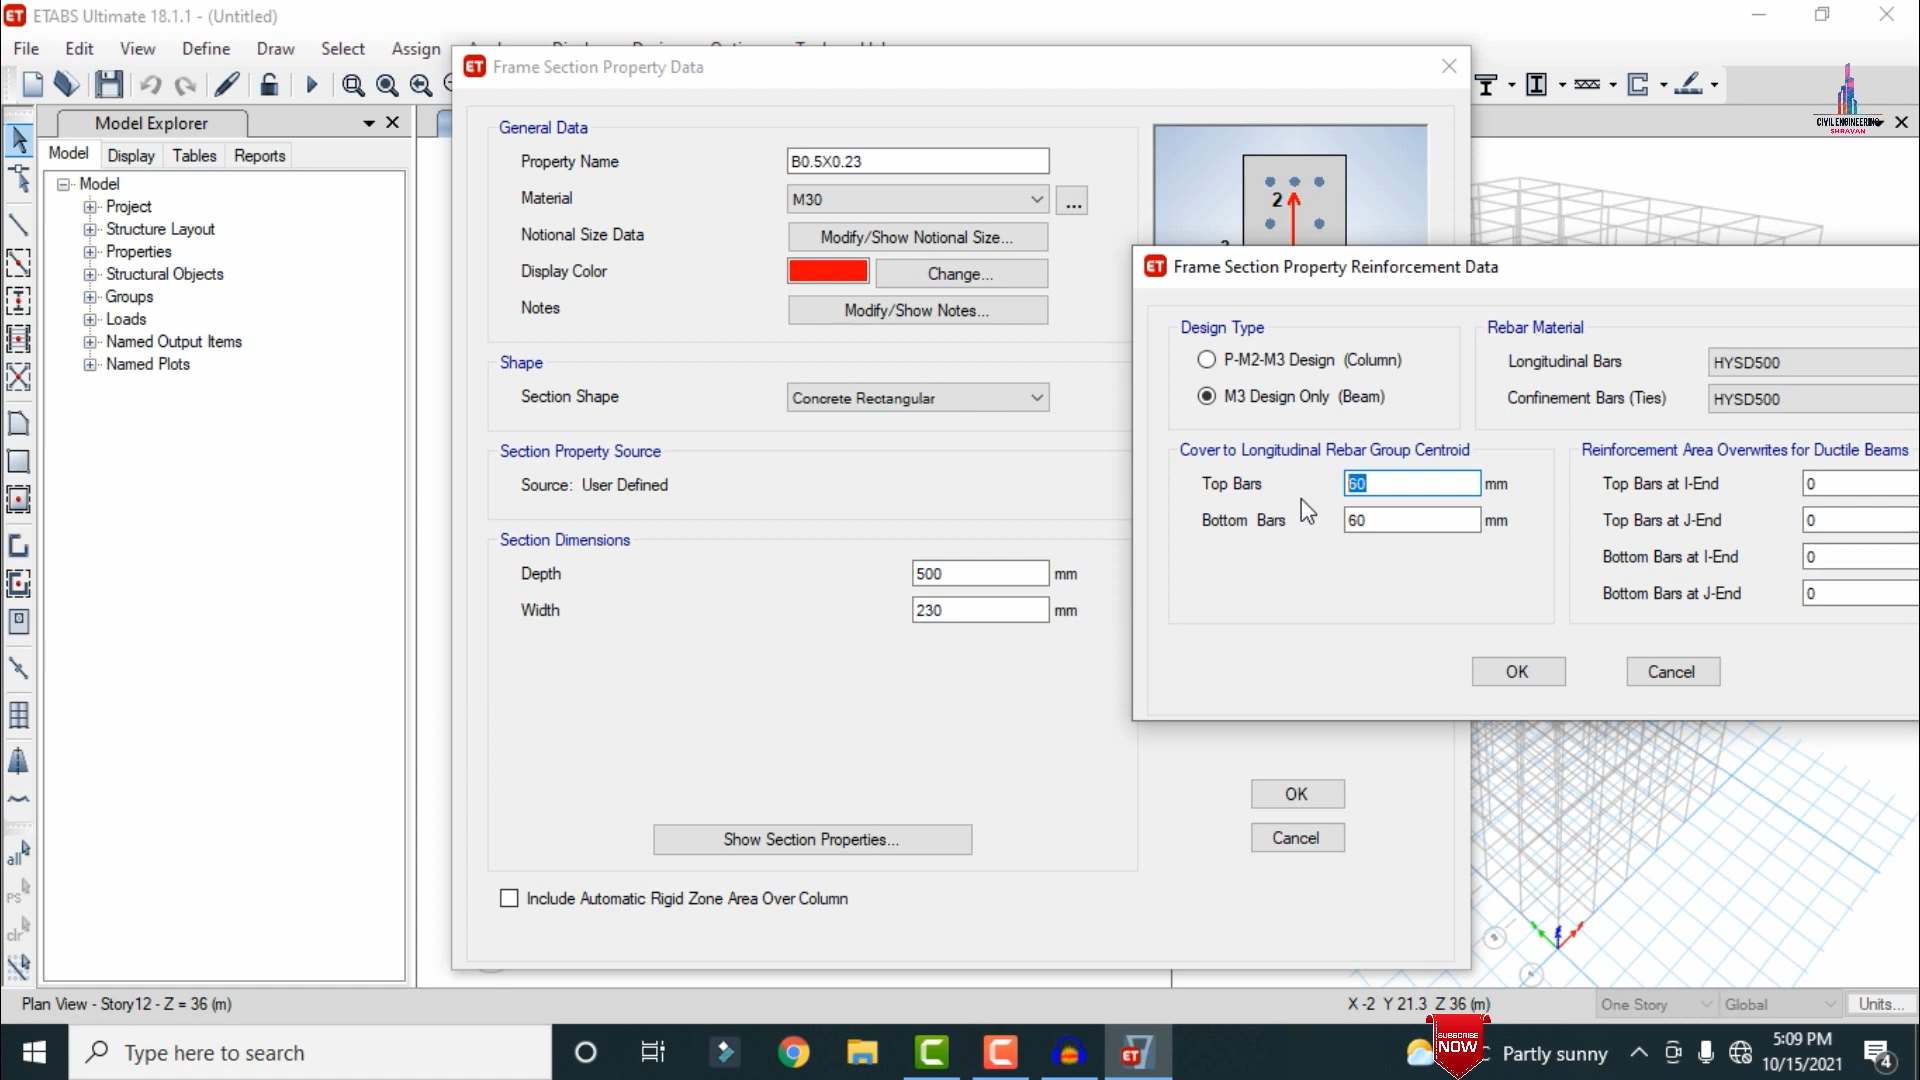 ETABS Ultimate 18.1.1 - (Untitled)
File Edit View Define Draw Select Assign
Model Explorer
Model Display Tables Reports
Model
Project
Structure Layout
Properties
Structural Objects
Groups
Loads
Named Output Items
Named Plots
Frame Section Property Data
General Data
Property Name B0.5X0.23
Material M30 ...
Notional Size Data Modify/Show Notional Size...
Display Color Change...
Notes Modify/Show Notes...
Shape
Section Shape Concrete Rectangular
Section Property Source
Source: User Defined
Section Dimensions
Depth 500 mm
Width 230 mm
Show Section Properties...
Include Automatic Rigid Zone Area Over Column
2
OK
Cancel
Frame Section Property Reinforcement Data
Design Type
P-M2-M3 Design (Column)
M3 Design Only (Beam)
Rebar Material
Longitudinal Bars HYSD500
Confinement Bars (Ties) HYSD500
Cover to Longitudinal Rebar Group Centroid
Top Bars 60 mm
Bottom Bars 60 mm
Reinforcement Area Overwrites for Ductile Beams
Top Bars at I-End 0
Top Bars at J-End 0
Bottom Bars at I-End 0
Bottom Bars at J-End 0
OK Cancel
CIVIL ENGINEERING
SHRAVAN
all
ps
clr
Plan View - Story12 - Z = 36 (m)
X -2 Y 21.3 Z 36 (m)
One Story Global Units...
Type here to search
SUBSCRIBE
NOW
C Partly sunny
5:09 PM
10/15/2021
4